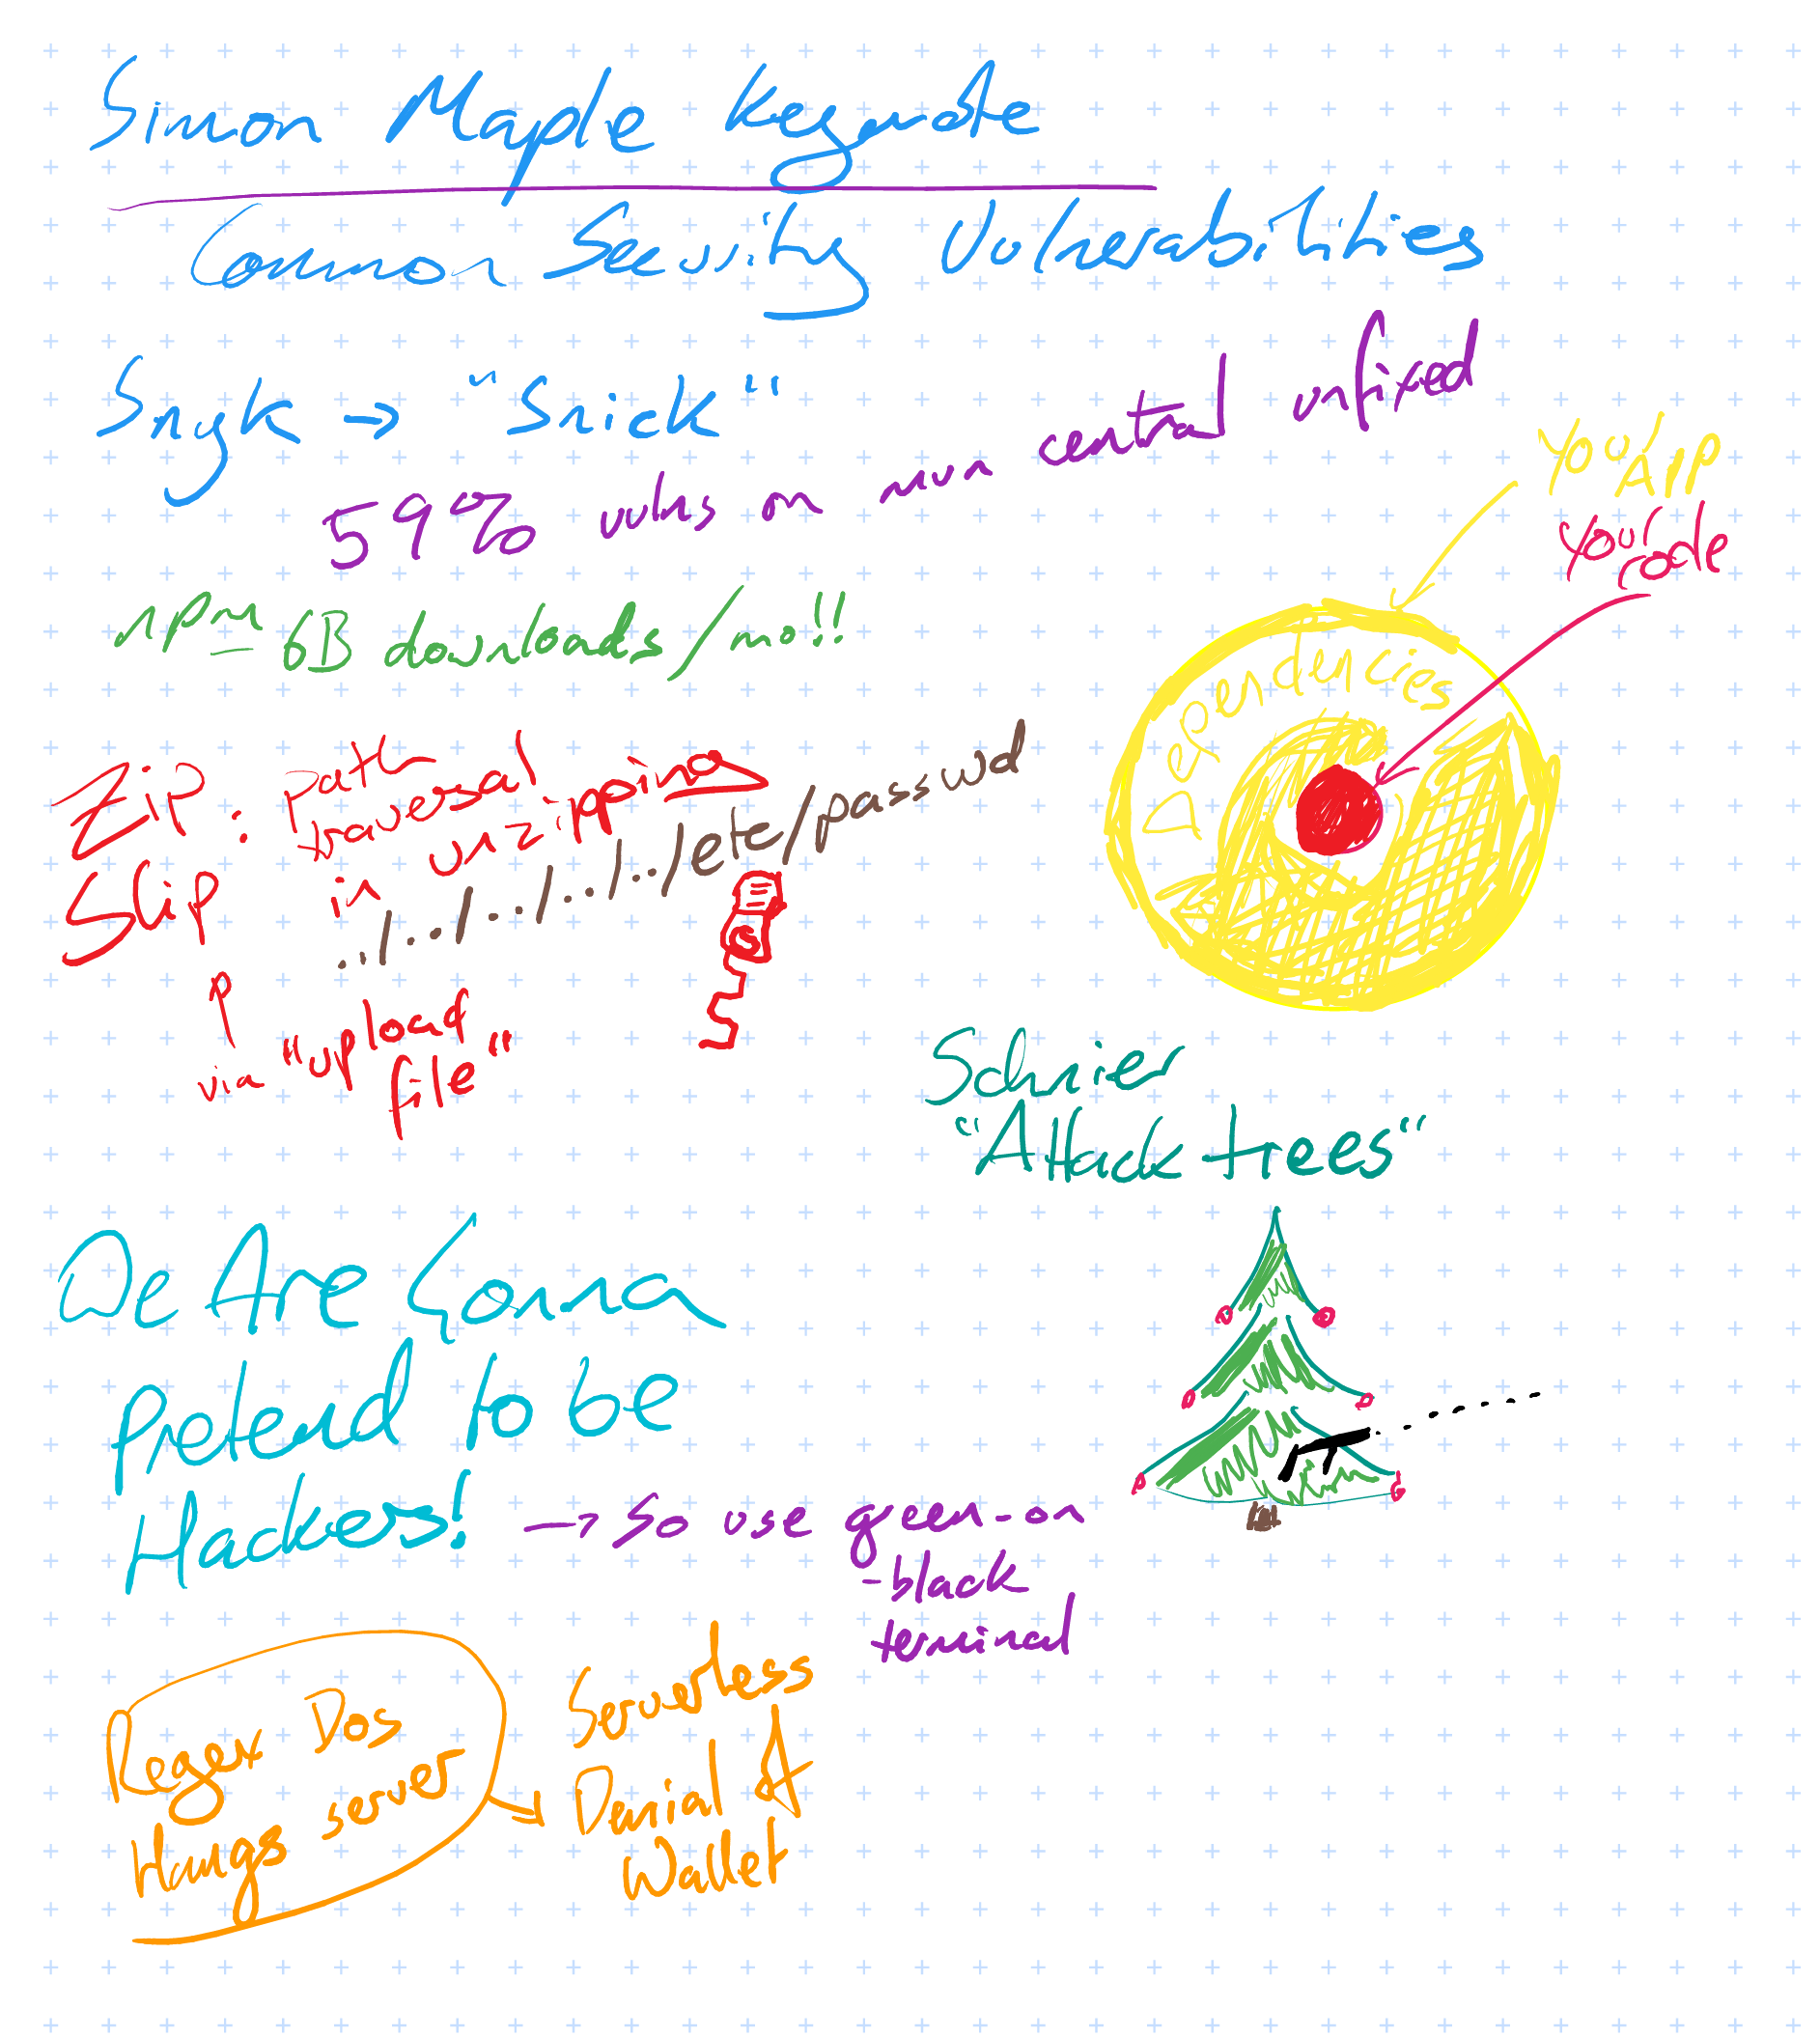 Simon Maple Keynote
Common Security Vulnerabilities
Snyk → "Snick"
59% vulns on mvn central unfixed
npm 6B downloads/mo!!
Your App
Your code
Dependencies
Zip Slip: path traversal in unzipping
../../../../../etc/passwd
via "upload file"
Schnier
"Attack trees"
We Are Gonna
Pretend to be
Hackers! → So use green-on
-black
terminal
Regex Dos
Hangs server
→ Serverless
Denial of
Wallet